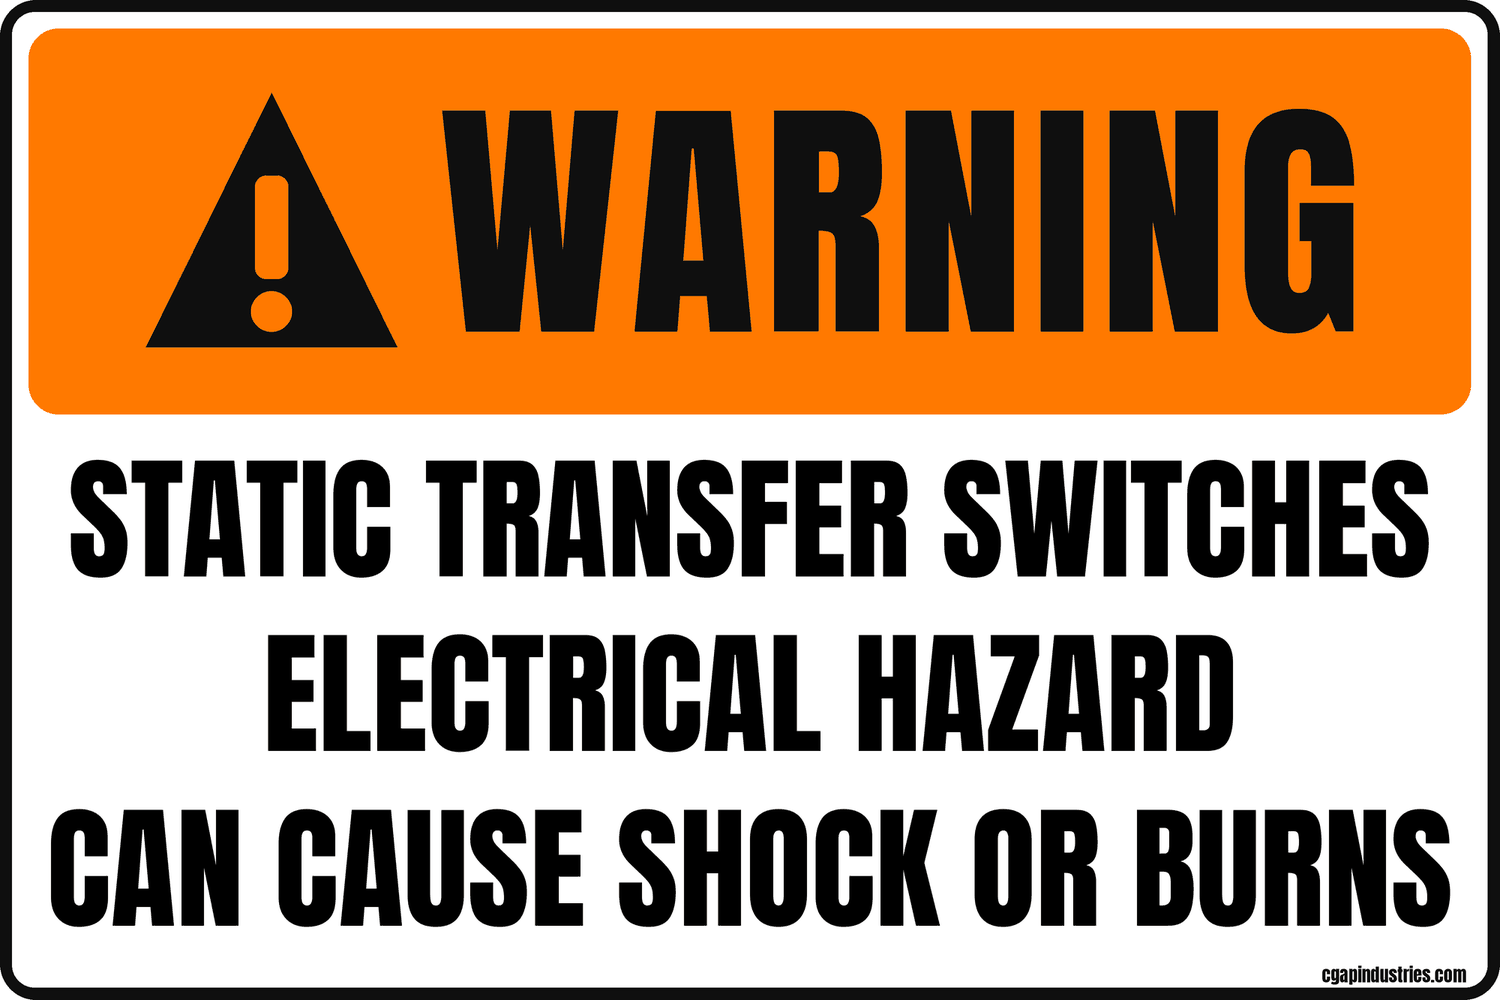 WARNING
STATIC TRANSFER SWITCHES
ELECTRICAL HAZARD
CAN CAUSE SHOCK OR BURNS
cgapindustries.com